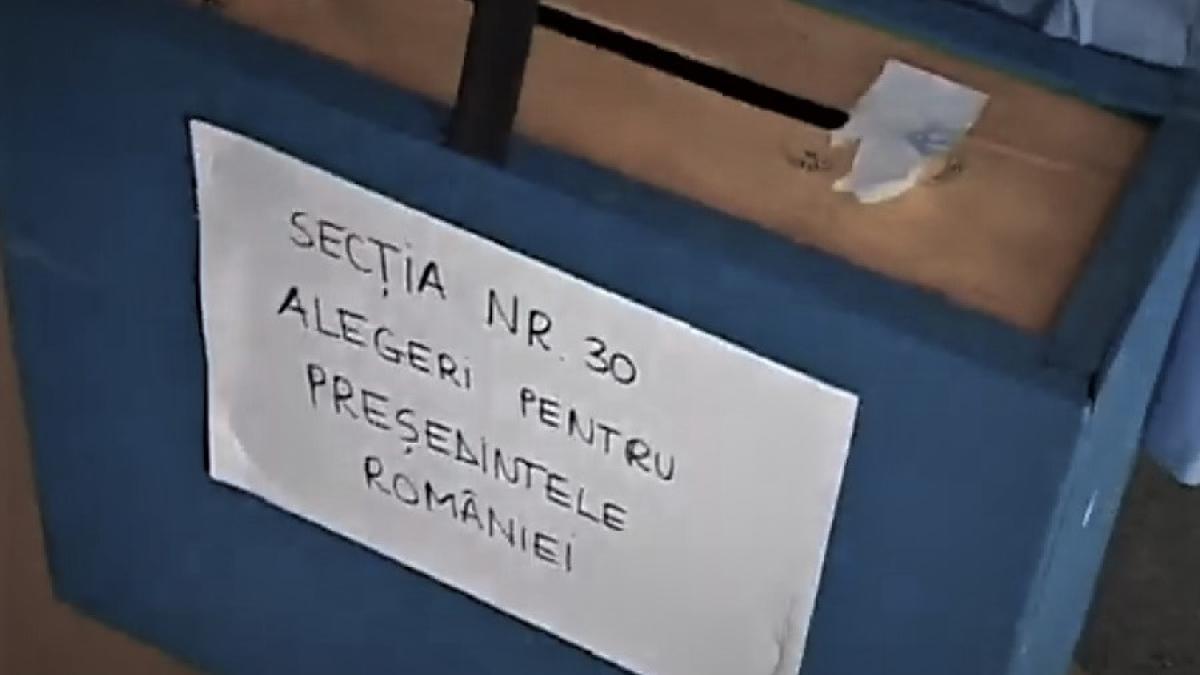 SECȚIA NR. 30
ALEGERI PENTRU
PREȘEDINTELE
ROMÂNIEI